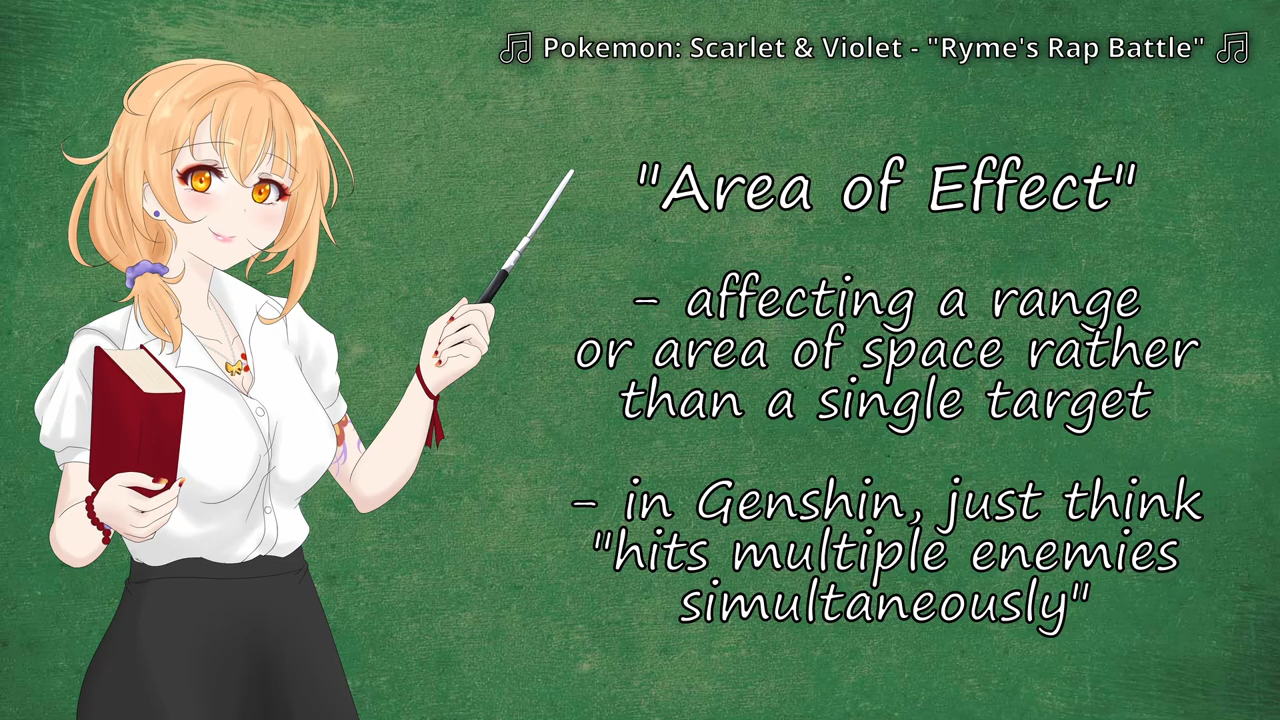 🎵 Pokemon: Scarlet & Violet - "Ryme's Rap Battle" 🎵
"Area of Effect"
- affecting a range
or area of space rather
than a single target
- in Genshin, just think
"hits multiple enemies
simultaneously"